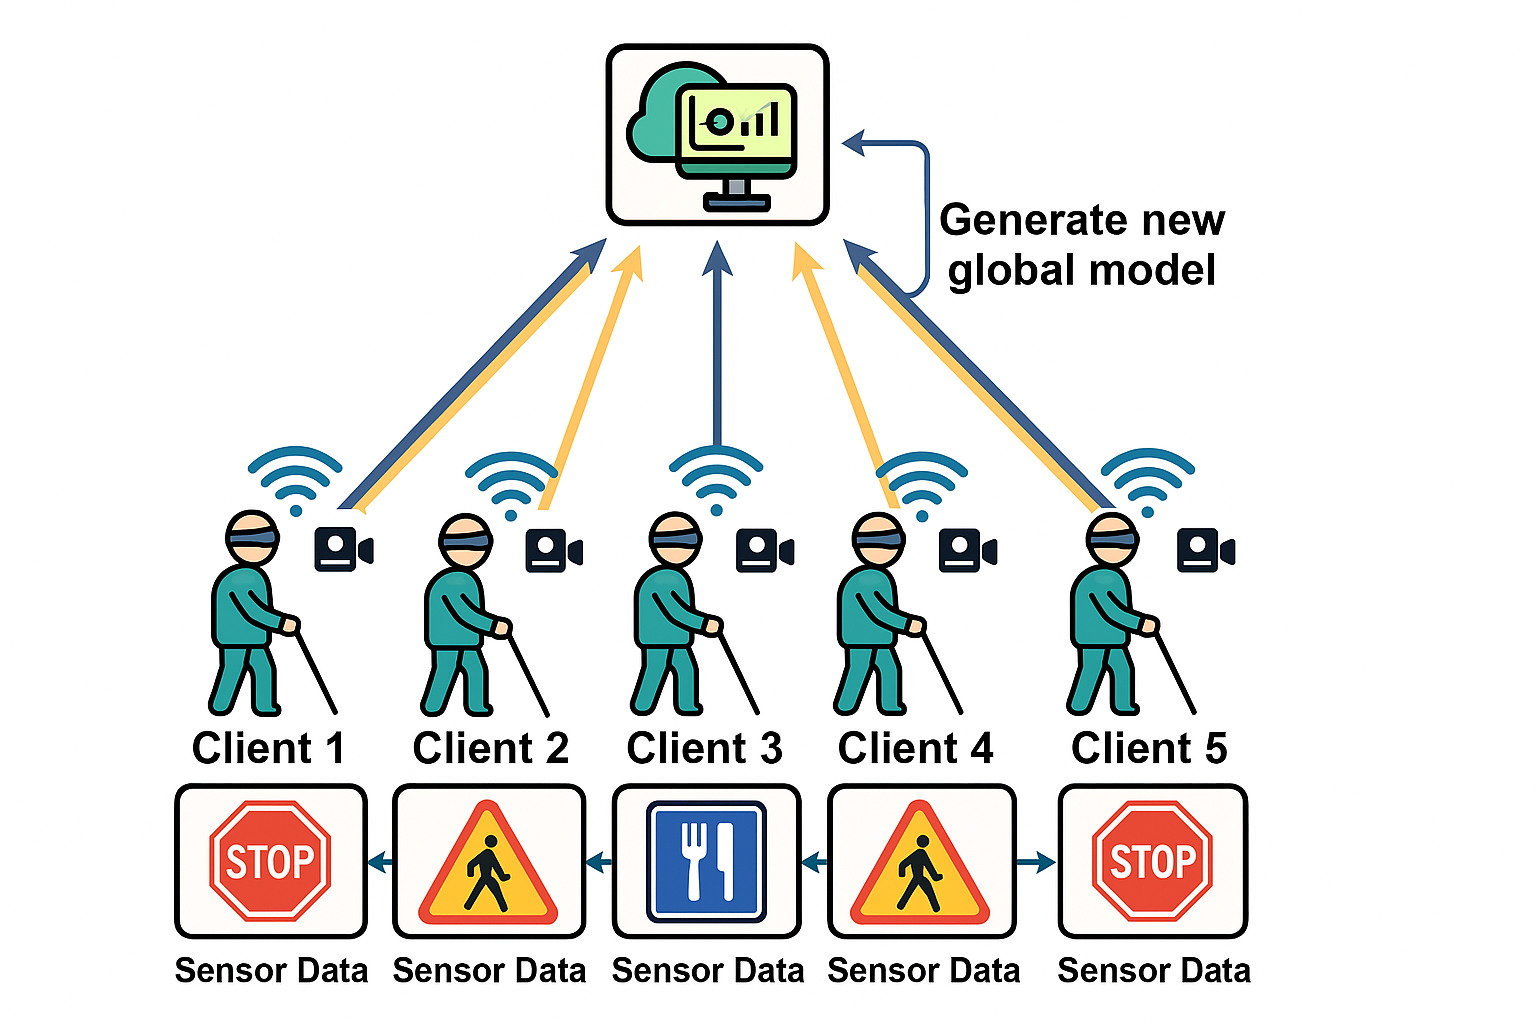 Generate new
global model
Client 1
Client 2
Client 3
Client 4
Client 5
STOP
STOP
Sensor Data
Sensor Data
Sensor Data
Sensor Data
Sensor Data